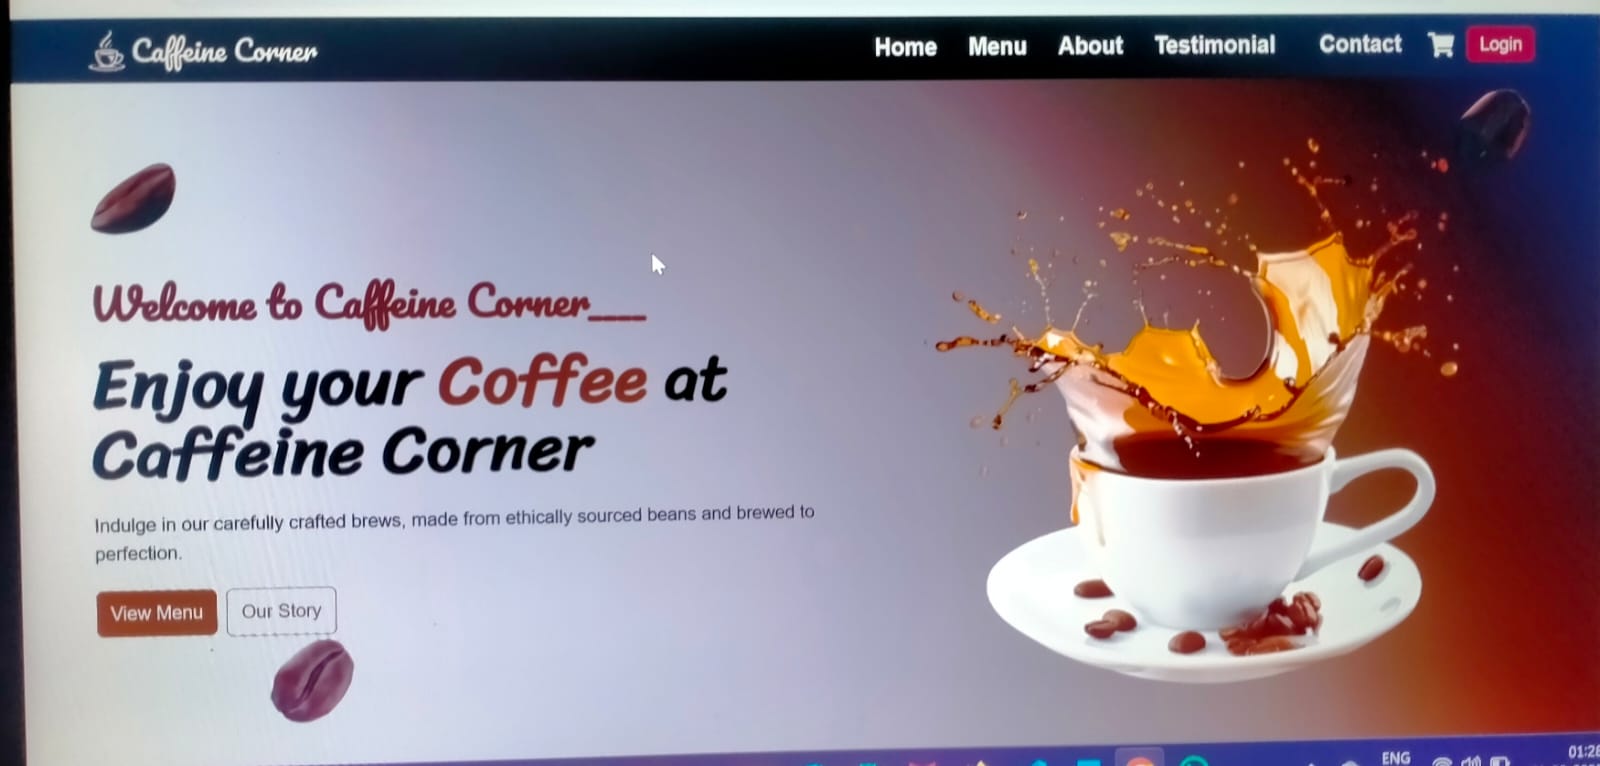 Caffeine Corner
Home Menu About Testimonial Contact Login
Welcome to Caffeine Corner__
Enjoy your Coffee at
Caffeine Corner
Indulge in our carefully crafted brews, made from ethically sourced beans and brewed to
perfection.
View Menu Our Story
ENG
01:28